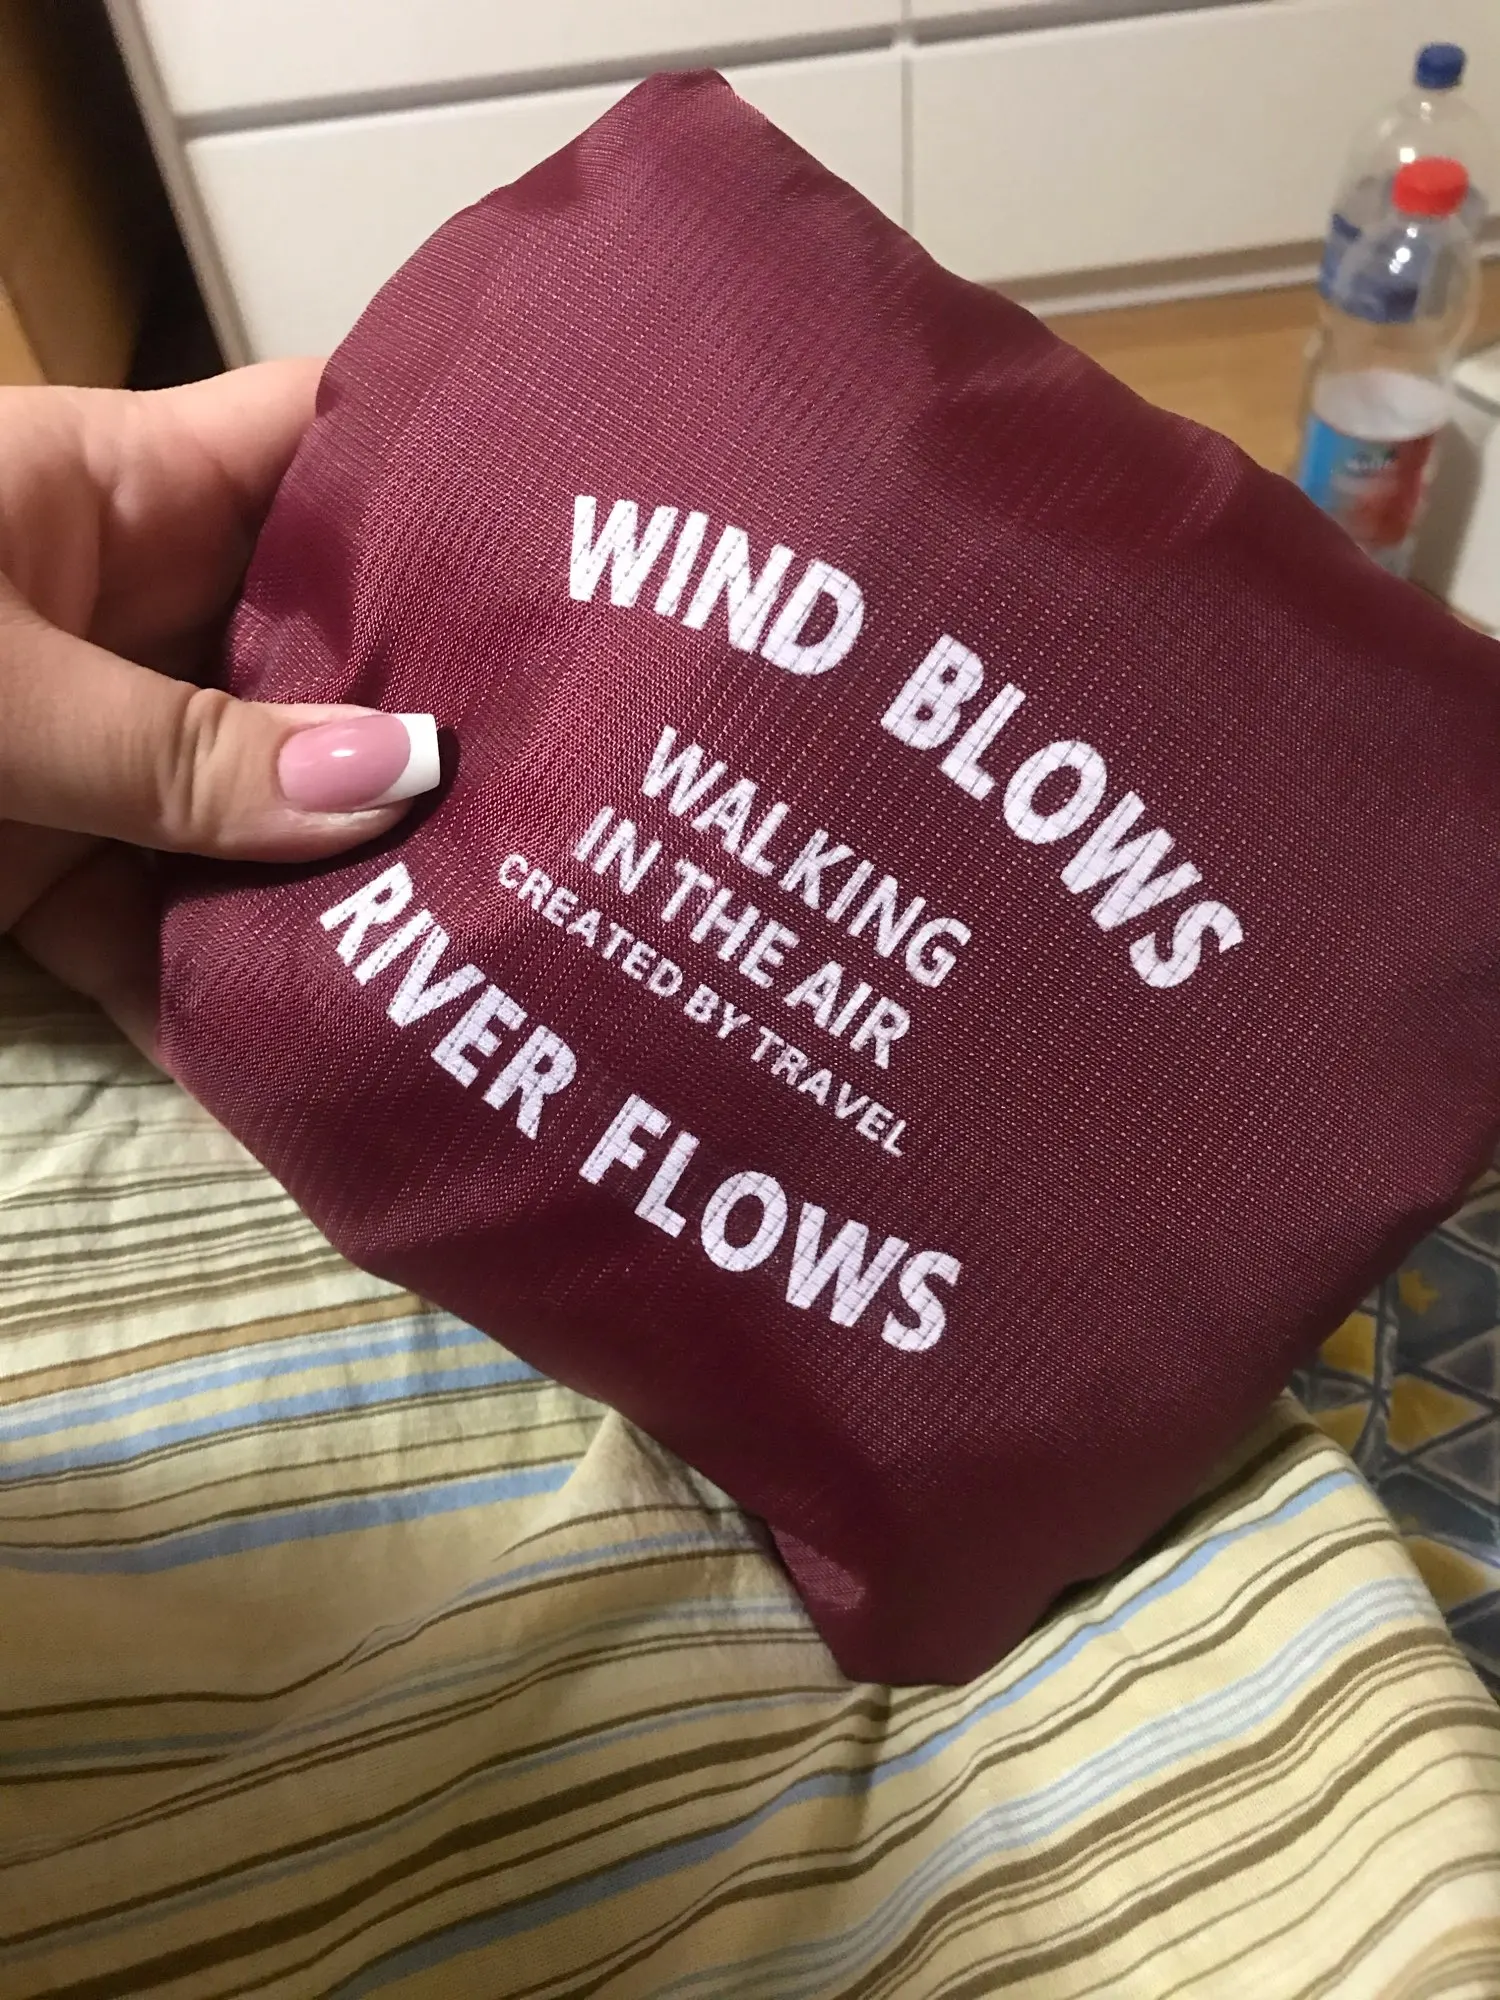 WIND BLOWS
WALKING
IN THE AIR
CREATED BY TRAVEL
RIVER FLOWS